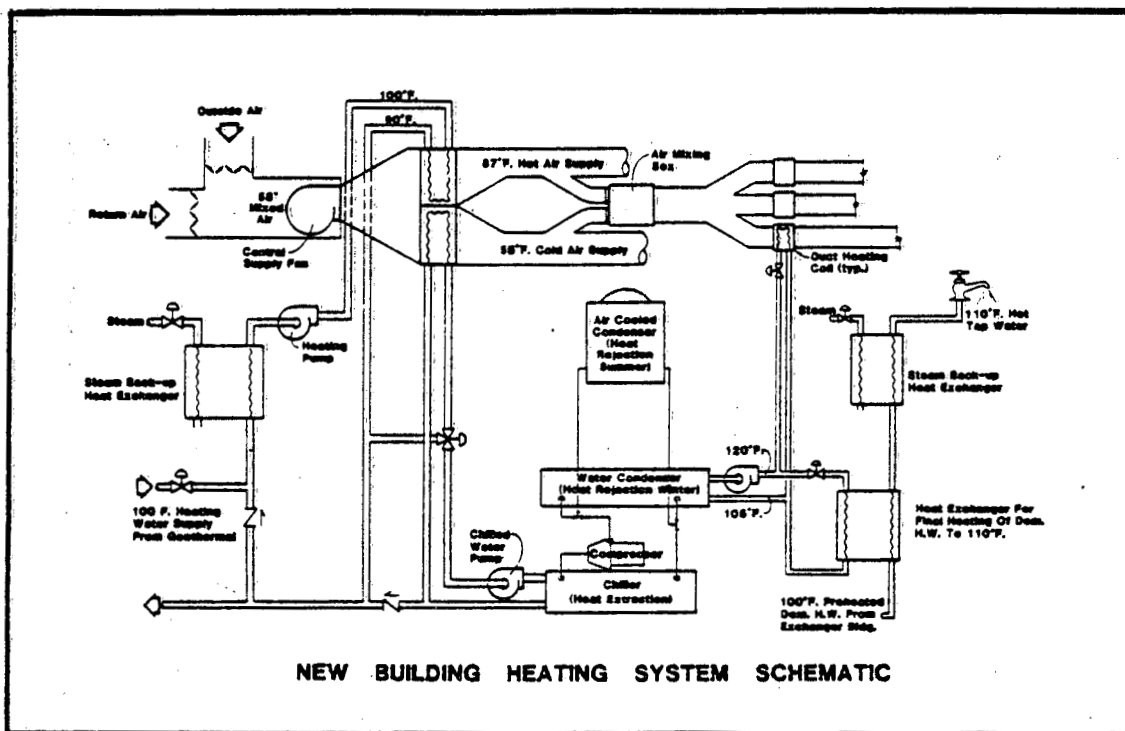 100°F.
90°F.
Outside Air
Return Air
Mixed
Air
Central
Supply Fan
87°F. Hot Air Supply
Air Mixing
Box
55°F. Cold Air Supply
Duct Heating
Coil (typ.)
Steam
Heating
Pump
Steam Back-up
Heat Exchanger
Air Cooled
Condenser
(Heat
Rejection
Summer)
Steam
110°F. Hot
Tap Water
Steam Back-up
Heat Exchanger
100 F. Heating
Water Supply
From Geothermal
120°F.
Water Condenser
(Heat Rejection Winter)
105°F.
Heat Exchanger For
Final Heating Of Dom.
H.W. To 110°F.
Chilled
Water
Pump
Compressor
Chiller
(Heat Extraction)
100°F. Preheated
Dom. H.W. From
Exchanger Bldg.
NEW BUILDING HEATING SYSTEM SCHEMATIC